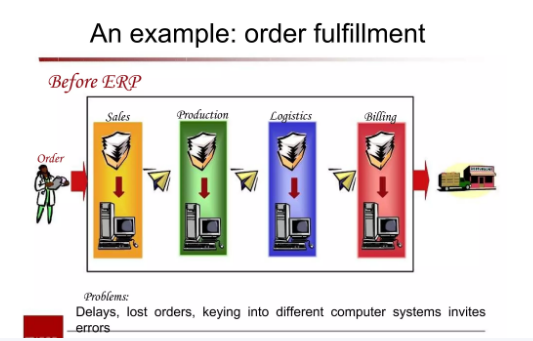 An example: order fulfillment
Before ERP
Sales
Production
Logistics
Billing
Order
Problems:
Delays, lost orders, keying into different computer systems invites
errors